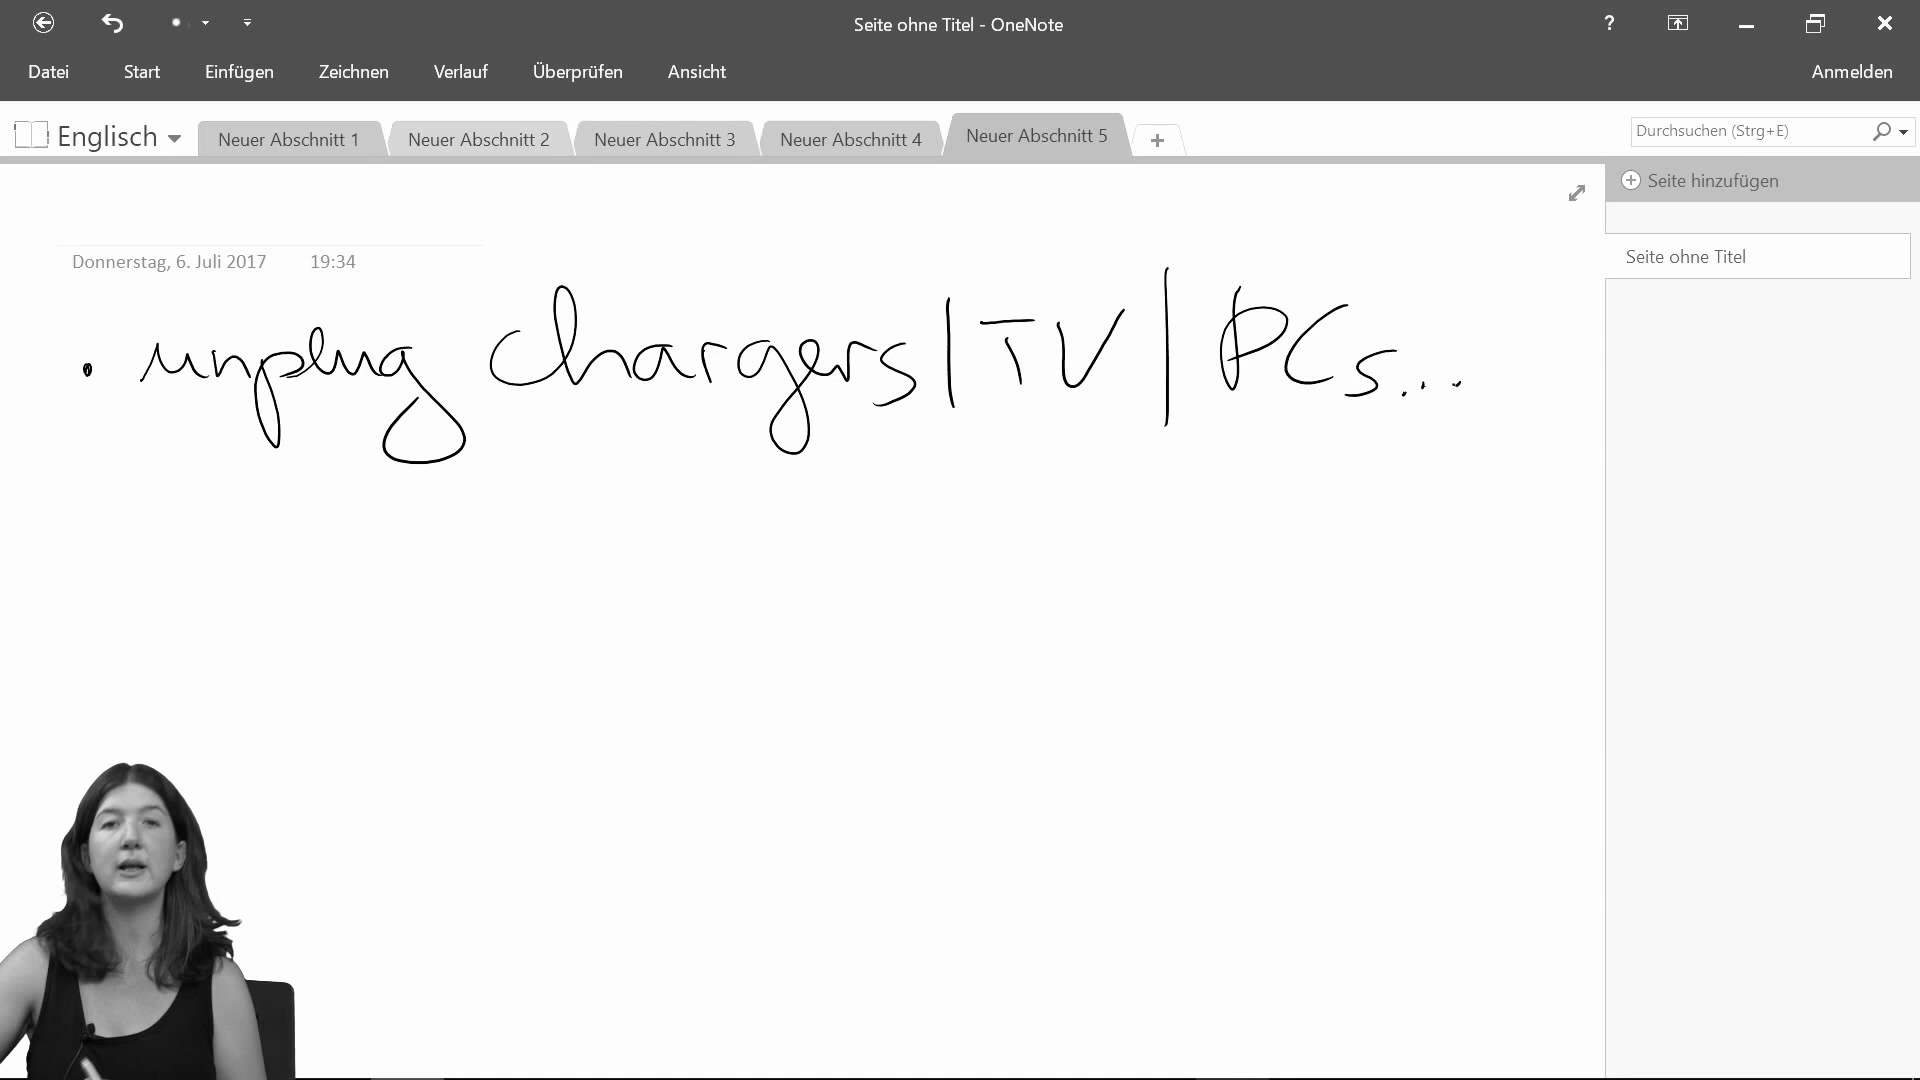 Seite ohne Titel - OneNote
?
Datei Start Einfügen Zeichnen Verlauf Überprüfen Ansicht Anmelden
Englisch Neuer Abschnitt 1 Neuer Abschnitt 2 Neuer Abschnitt 3 Neuer Abschnitt 4 Neuer Abschnitt 5 + Durchsuchen (Strg+E)
Seite hinzufügen
Seite ohne Titel
Donnerstag, 6. Juli 2017 19:34
• unplug chargers | TV | PCs...